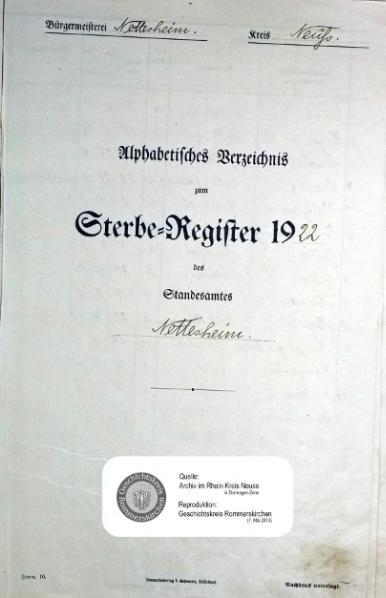 Bürgermeisterei Nettesheim. Kreis Neuss.
Alphabetisches Verzeichnis
zum
Sterbe=Register 1922
des
Standesamtes
Nettesheim.
Geschichtskreis Rommerskirchen
Quelle:
Archiv im Rhein-Kreis Neuss
in Dormagen-Zons
Reproduktion:
Geschichtskreis Rommerskirchen
(7. Mai 2013)
Form. 10.
Nachdruck untersagt.